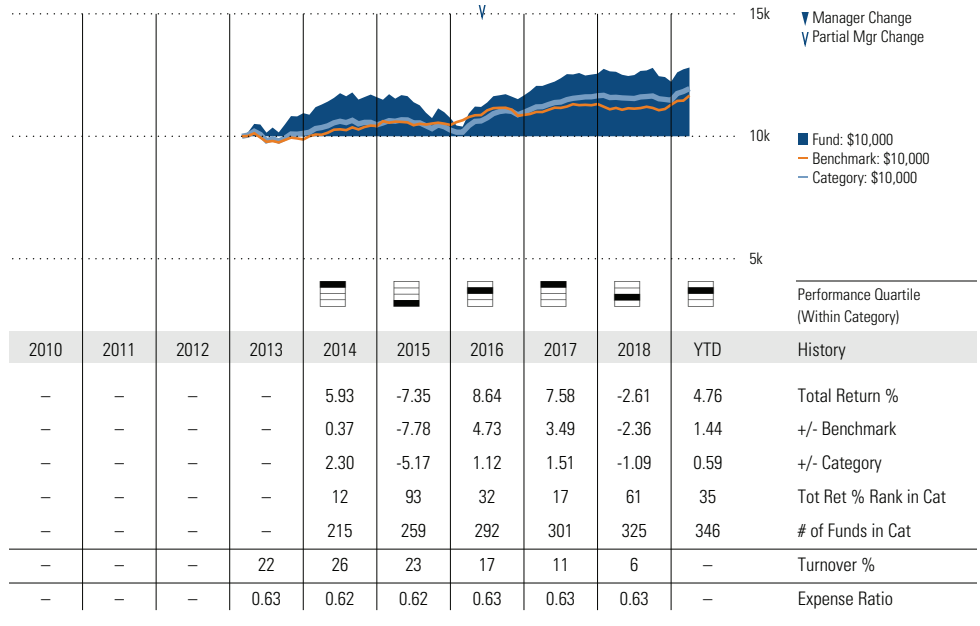 15k
Manager Change
Partial Mgr Change
10k
Fund: $10,000
Benchmark: $10,000
Category: $10,000
5k
Performance Quartile
(Within Category)
2010 2011 2012 2013 2014 2015 2016 2017 2018 YTD History
– – – – 5.93 -7.35 8.64 7.58 -2.61 4.76 Total Return %
– – – – 0.37 -7.78 4.73 3.49 -2.36 1.44 +/- Benchmark
– – – – 2.30 -5.17 1.12 1.51 -1.09 0.59 +/- Category
– – – – 12 93 32 17 61 35 Tot Ret % Rank in Cat
215 259 292 301 325 346 # of Funds in Cat
– – – 22 26 23 17 11 6 – Turnover %
– – – 0.63 0.62 0.62 0.63 0.63 0.63 – Expense Ratio